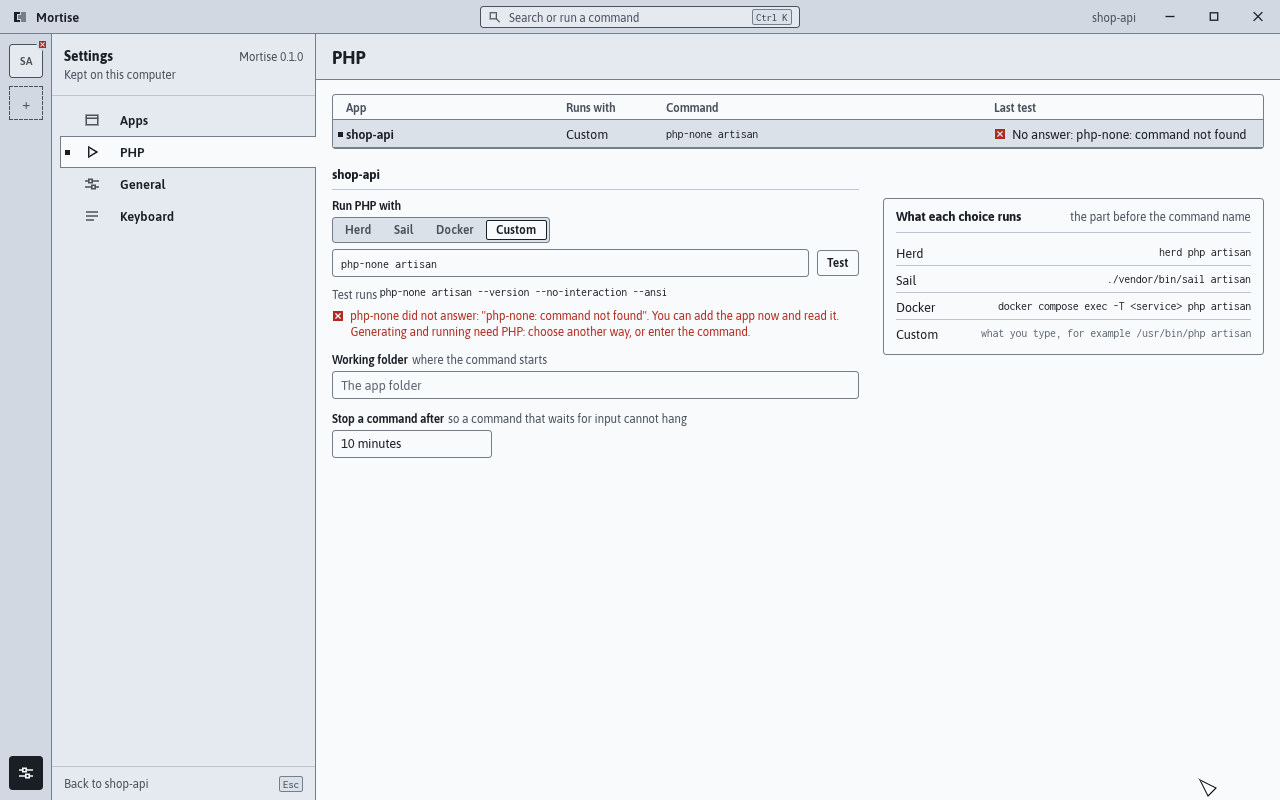 Mortise
Search or run a command
Ctrl K
shop-api
SA
+
Settings
Mortise 0.1.0
Kept on this computer
Apps
PHP
General
Keyboard
Back to shop-api
Esc
PHP
App Runs with Command Last test
shop-api Custom php-none artisan No answer: php-none: command not found
shop-api
Run PHP with
Herd Sail Docker Custom
php-none artisan
Test
Test runs php-none artisan --version --no-interaction --ansi
php-none did not answer: "php-none: command not found". You can add the app now and read it.
Generating and running need PHP: choose another way, or enter the command.
Working folder where the command starts
The app folder
Stop a command after so a command that waits for input cannot hang
10 minutes
What each choice runs the part before the command name
Herd herd php artisan
Sail ./vendor/bin/sail artisan
Docker docker compose exec -T <service> php artisan
Custom what you type, for example /usr/bin/php artisan